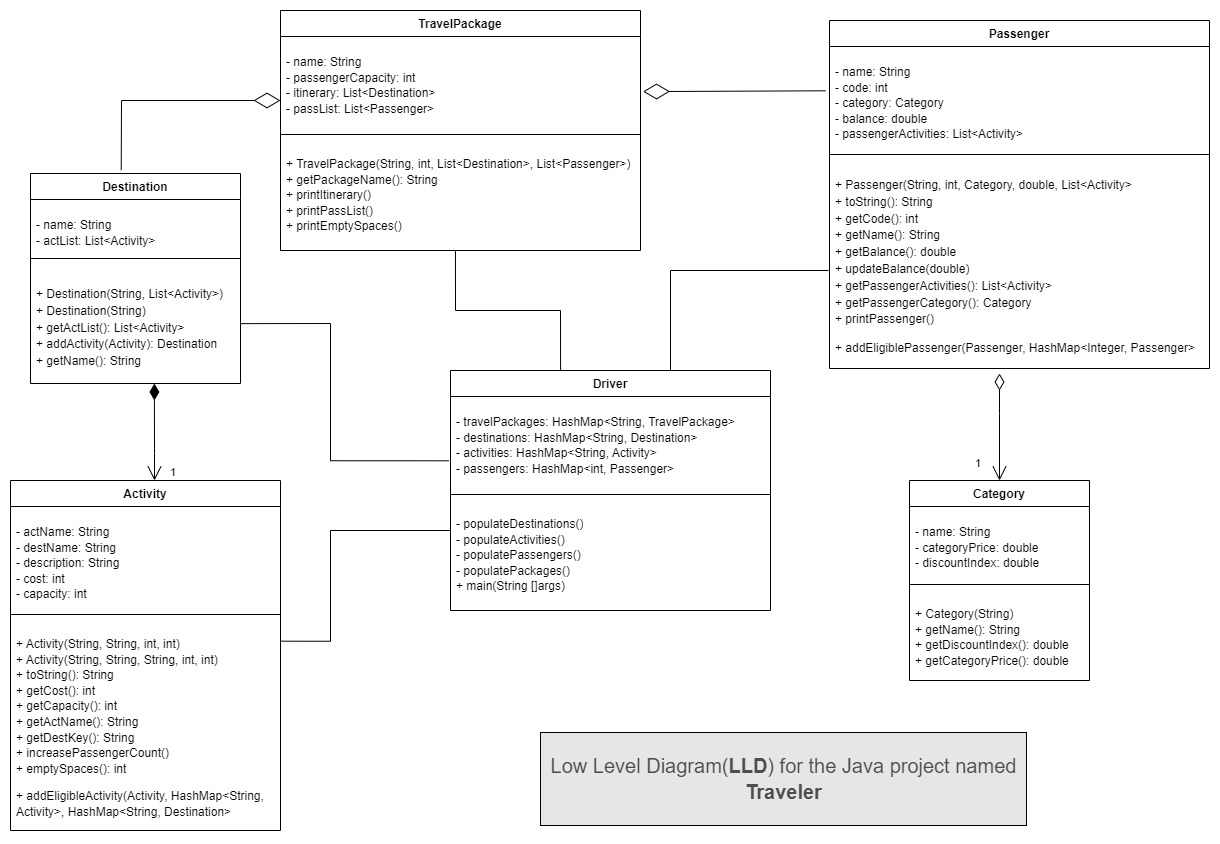 TravelPackage
- name: String
- passengerCapacity: int
- itinerary: List<Destination>
- passList: List<Passenger>
+ TravelPackage(String, int, List<Destination>, List<Passenger>)
+ getPackageName(): String
+ printItinerary()
+ printPassList()
+ printEmptySpaces()
Passenger
- name: String
- code: int
- category: Category
- balance: double
- passengerActivities: List<Activity>
+ Passenger(String, int, Category, double, List<Activity>
+ toString(): String
+ getCode(): int
+ getName(): String
+ getBalance(): double
+ updateBalance(double)
+ getPassengerActivities(): List<Activity>
+ getPassengerCategory(): Category
+ printPassenger()
+ addEligiblePassenger(Passenger, HashMap<Integer, Passenger>
Destination
- name: String
- actList: List<Activity>
+ Destination(String, List<Activity>)
+ Destination(String)
+ getActList(): List<Activity>
+ addActivity(Activity): Destination
+ getName(): String
Driver
- travelPackages: HashMap<String, TravelPackage>
- destinations: HashMap<String, Destination>
- activities: HashMap<String, Activity>
- passengers: HashMap<int, Passenger>
- populateDestinations()
- populateActivities()
- populatePassengers()
- populatePackages()
+ main(String []args)
1
Activity
- actName: String
- destName: String
- description: String
- cost: int
- capacity: int
+ Activity(String, String, int, int)
+ Activity(String, String, String, int, int)
+ toString(): String
+ getCost(): int
+ getCapacity(): int
+ getActName(): String
+ getDestKey(): String
+ increasePassengerCount()
+ emptySpaces(): int
+ addEligibleActivity(Activity, HashMap<String,
Activity>, HashMap<String, Destination>
1
Category
- name: String
- categoryPrice: double
- discountIndex: double
+ Category(String)
+ getName(): String
+ getDiscountIndex(): double
+ getCategoryPrice(): double
Low Level Diagram(LLD) for the Java project named
Traveler